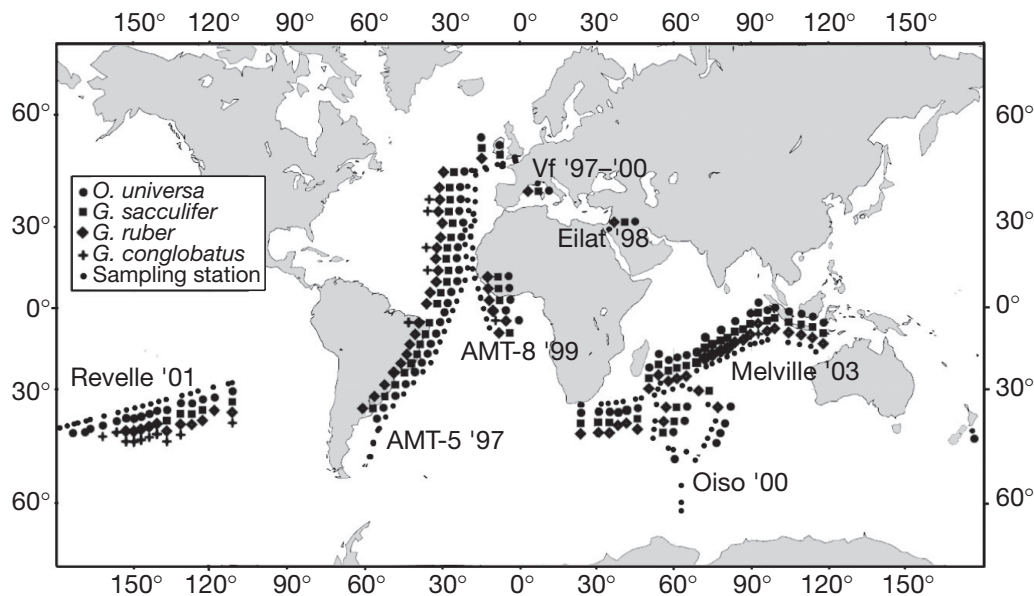 150° 120° 90° 60° 30° 0° 30° 60° 90° 120° 150°
60° 60°
Vf '97–'00
O. universa
G. sacculifer
G. ruber
G. conglobatus
Sampling station
30° 30°
Eilat '98
0° 0°
AMT-8 '99
Revelle '01
Melville '03
30° 30°
AMT-5 '97
Oiso '00
60° 60°
150° 120° 90° 60° 30° 0° 30° 60° 90° 120° 150°